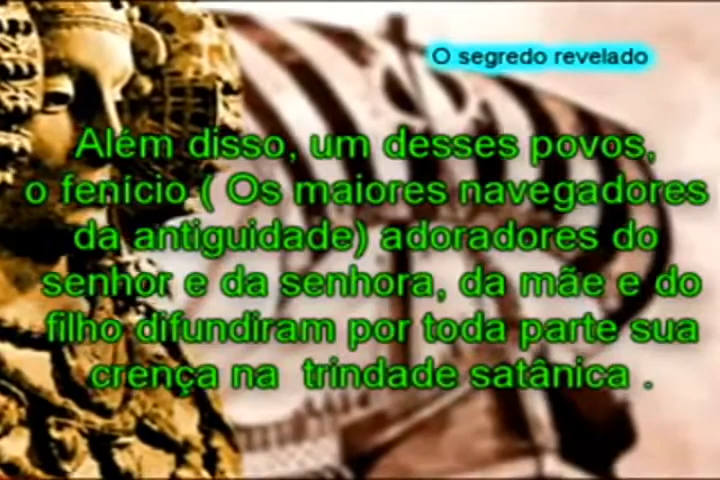 O segredo revelado
Além disso, um desses povos,
o fenício ( Os maiores navegadores
da antiguidade) adoradores do
senhor e da senhora, da mãe e do
filho difundiram por toda parte sua
crença na trindade satânica .